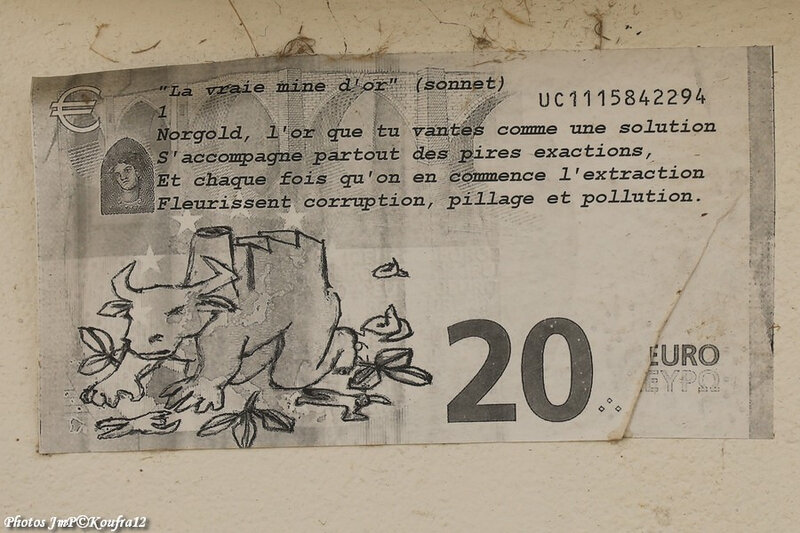 "La vraie mine d'or" (sonnet)
UC1115842294
1
Norgold, l'or que tu vantes comme une solution
S'accompagne partout des pires exactions,
Et chaque fois qu'on en commence l'extraction
Fleurissent corruption, pillage et pollution.
€
20 EURO
ΕΥΡΩ
Photos JmP©Koufra12